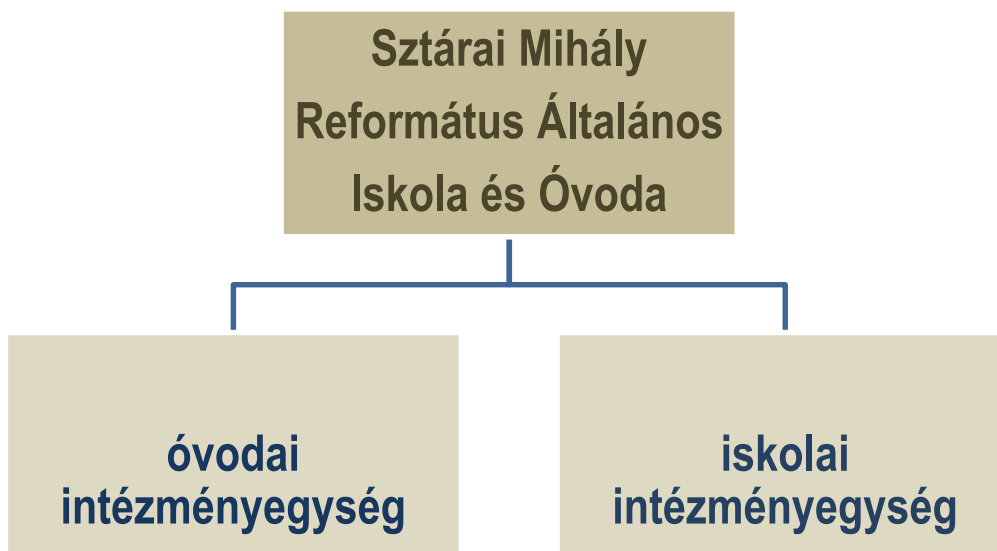 Sztárai Mihály
Református Általános
Iskola és Óvoda
óvodai
intézményegység
iskolai
intézményegység